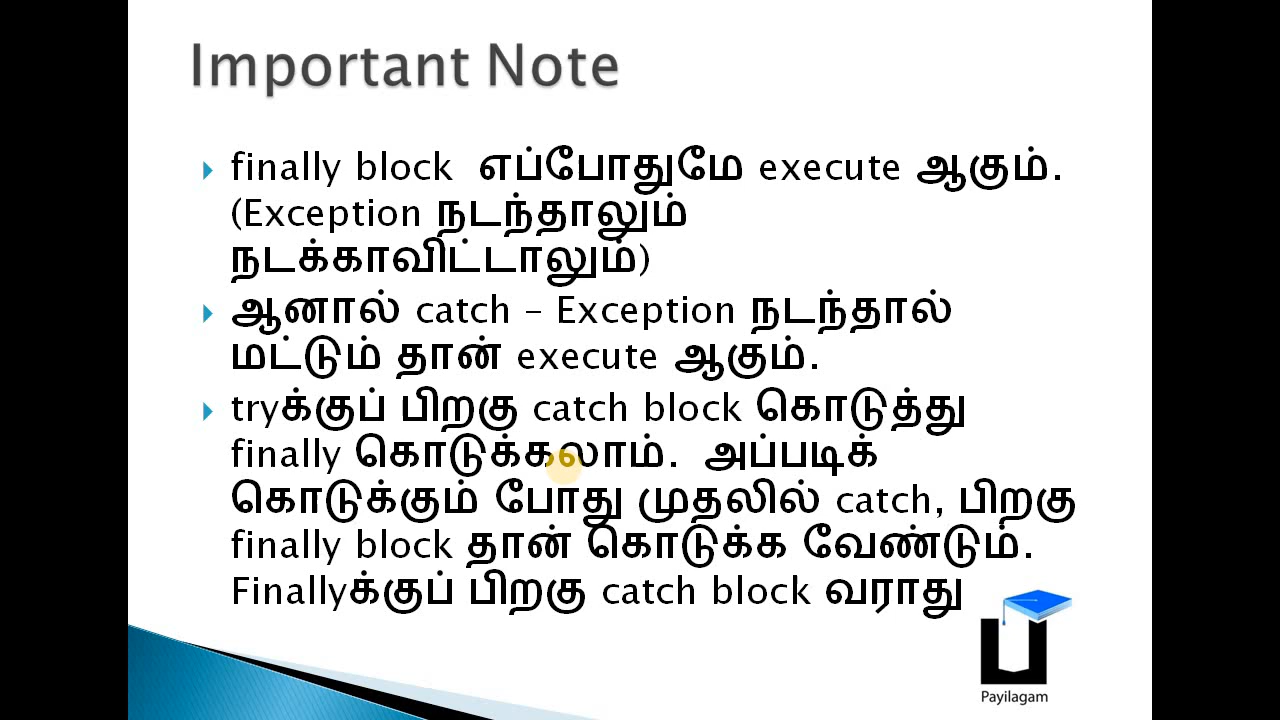 Important Note
finally block எப்போதுமே execute ஆகும்.
(Exception நடந்தாலும்
நடக்காவிட்டாலும்)
ஆனால் catch – Exception நடந்தால்
மட்டும் தான் execute ஆகும்.
tryக்குப் பிறகு catch block கொடுத்து
finally கொடுக்கலாம். அப்படிக்
கொடுக்கும் போது முதலில் catch, பிறகு
finally block தான் கொடுக்க வேண்டும்.
Finallyக்குப் பிறகு catch block வராது
Payilagam